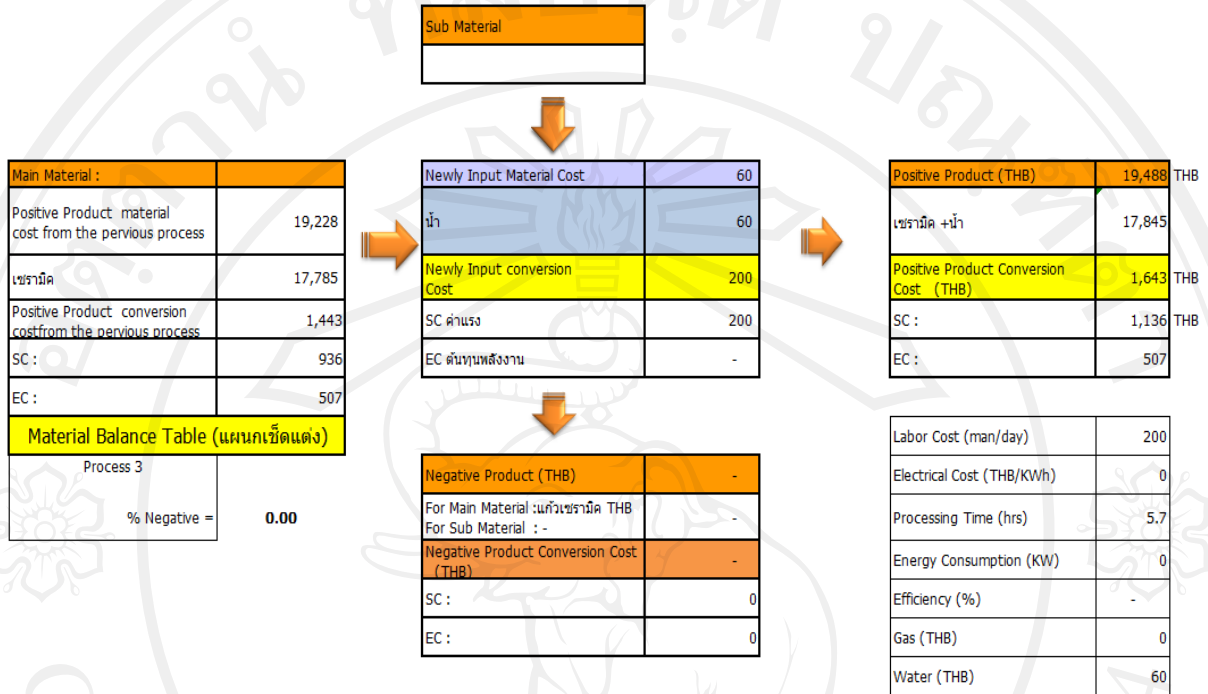 Sub Material
Main Material :
Positive Product material
cost from the pervious process 19,228
เซรามิค 17,785
Positive Product conversion
costfrom the pervious process 1,443
SC : 936
EC : 507
Material Balance Table (แผนกเช็ดแต่ง)
Process 3
% Negative = 0.00
Newly Input Material Cost 60
น้ำ 60
Newly Input conversion
Cost 200
SC ค่าแรง 200
EC ต้นทุนพลังงาน -
Negative Product (THB) -
For Main Material :แก้วเซรามิค THB
For Sub Material : - -
Negative Product Conversion Cost
(THB) -
SC : 0
EC : 0
Positive Product (THB) 19,488 THB
เซรามิค +น้ำ 17,845
Positive Product Conversion
Cost (THB) 1,643 THB
SC : 1,136 THB
EC : 507
Labor Cost (man/day) 200
Electrical Cost (THB/KWh) 0
Processing Time (hrs) 5.7
Energy Consumption (KW) 0
Efficiency (%) -
Gas (THB) 0
Water (THB) 60